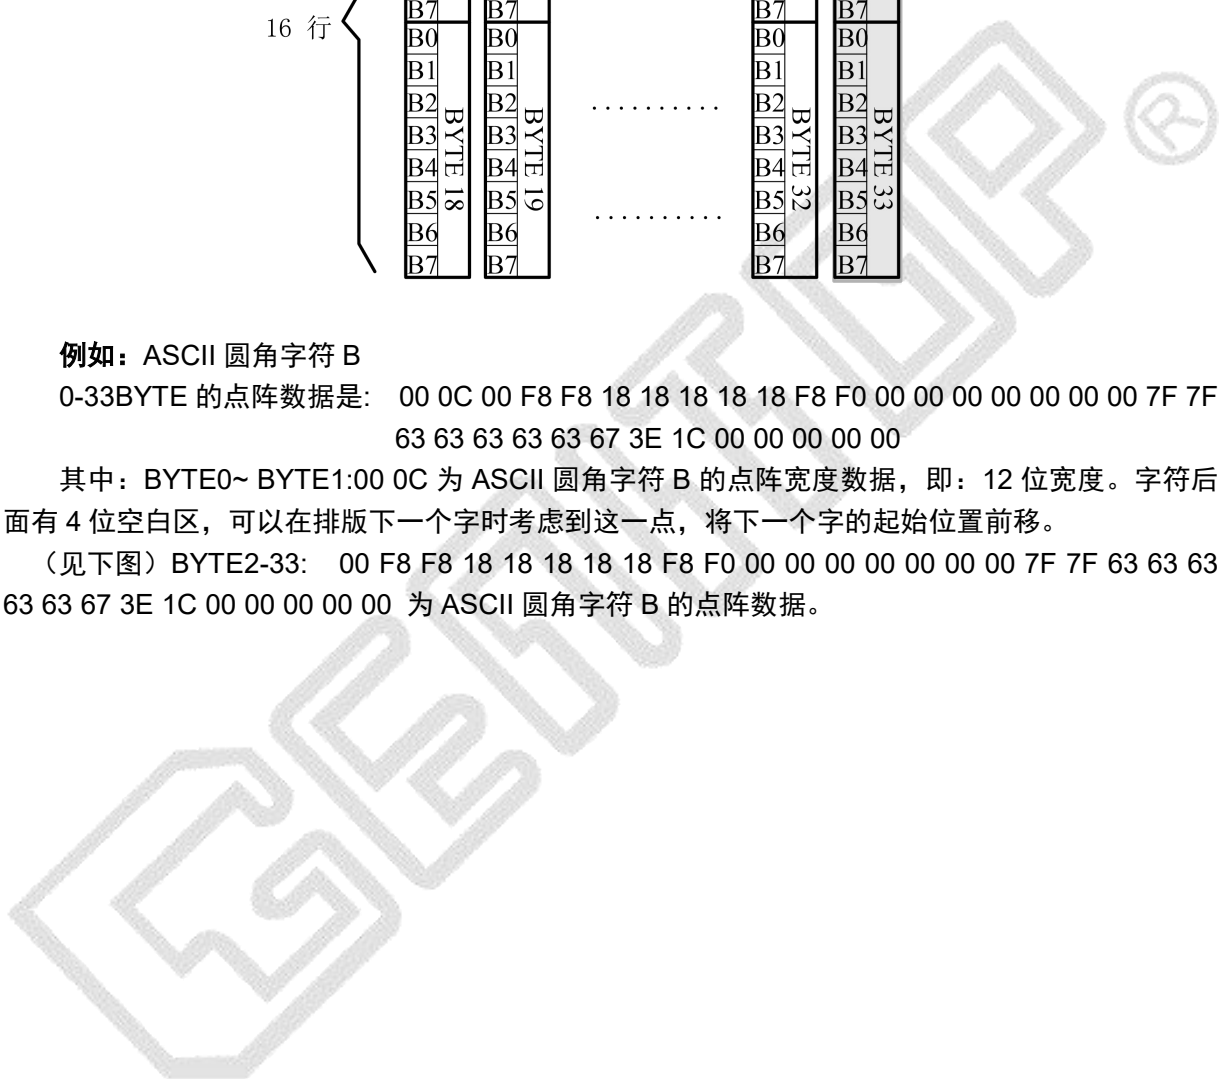 B7 B7 B7 B7
16 行
B0 B0 B0 B0
B1 B1 B1 B1
B2 B2 .......... B2 B2
B3 B3 B3 B3
B4 B4 B4 B4
B5 B5 .......... B5 B5
B6 B6 B6 B6
B7 B7 B7 B7
BYTE 18
BYTE 19
BYTE 32
BYTE 33
例如：ASCII 圆角字符 B
0-33BYTE 的点阵数据是: 00 0C 00 F8 F8 18 18 18 18 18 F8 F0 00 00 00 00 00 00 00 7F 7F
63 63 63 63 63 67 3E 1C 00 00 00 00 00
其中：BYTE0~ BYTE1:00 0C 为 ASCII 圆角字符 B 的点阵宽度数据，即：12 位宽度。字符后
面有 4 位空白区，可以在排版下一个字时考虑到这一点，将下一个字的起始位置前移。
（见下图）BYTE2-33: 00 F8 F8 18 18 18 18 18 F8 F0 00 00 00 00 00 00 00 7F 7F 63 63 63
63 63 67 3E 1C 00 00 00 00 00 为 ASCII 圆角字符 B 的点阵数据。
GENITOP
®